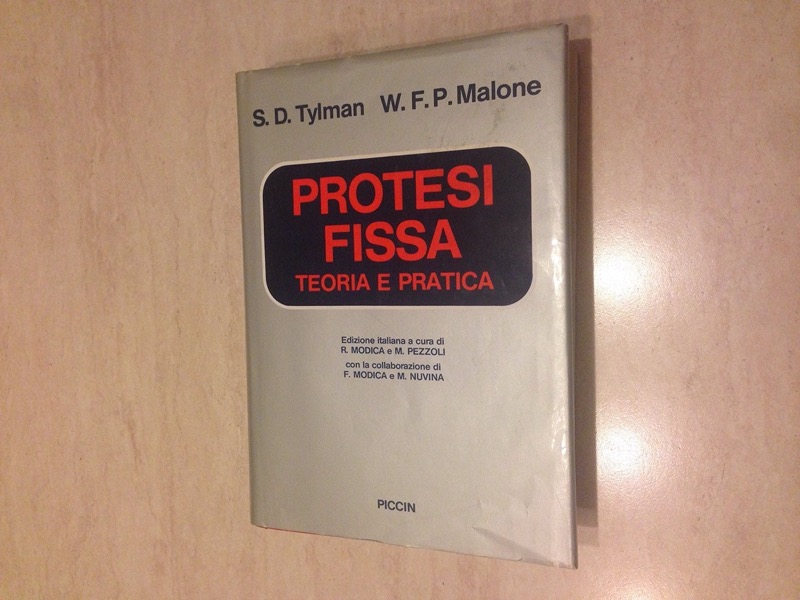 S. D. Tylman W. F. P. Malone
PROTESI
FISSA
TEORIA E PRATICA
Edizione italiana a cura di
R. MODICA e M. PEZZOLI
con la collaborazione di
F. MODICA e M. NUVINA
PICCIN